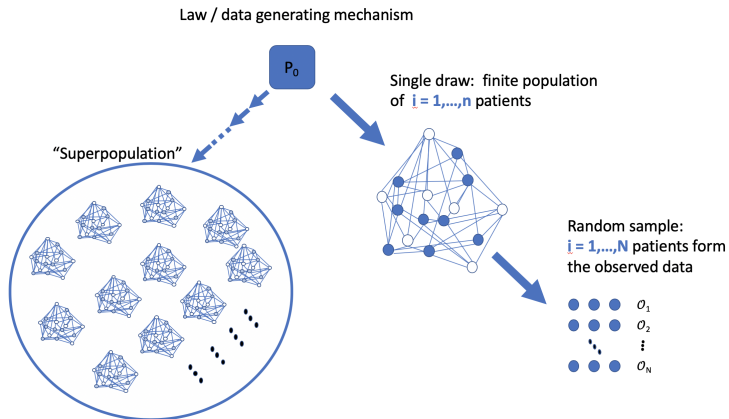 Law / data generating mechanism
P0
Single draw: finite population
of i = 1,...,n patients
“Superpopulation”
Random sample:
i = 1,...,N patients form
the observed data
𝒪1
𝒪2
𝒪N